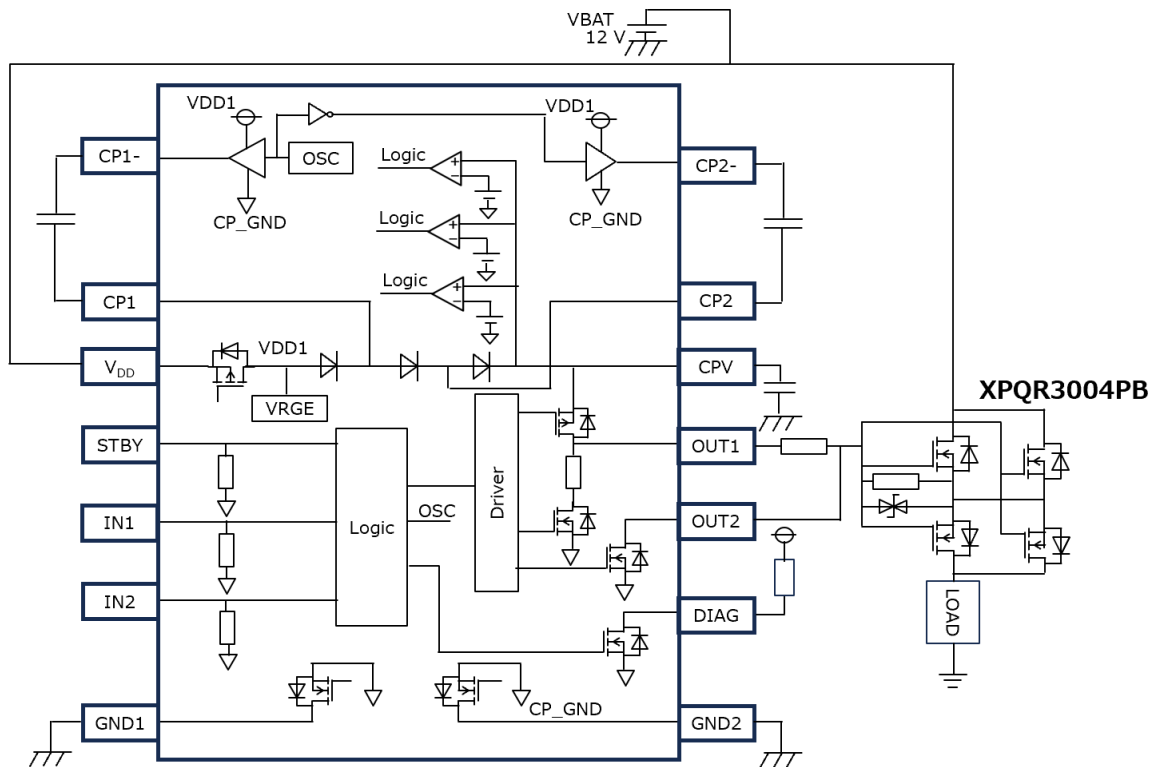 VBAT
12 V
VDD1
VDD1
CP1-
OSC
Logic
CP2-
CP_GND
CP_GND
Logic
Logic
CP1
CP2
VDD
VDD1
CPV
VRGE
XPQR3004PB
STBY
OUT1
Driver
IN1
Logic
OSC
OUT2
IN2
DIAG
LOAD
GND1
CP_GND
GND2